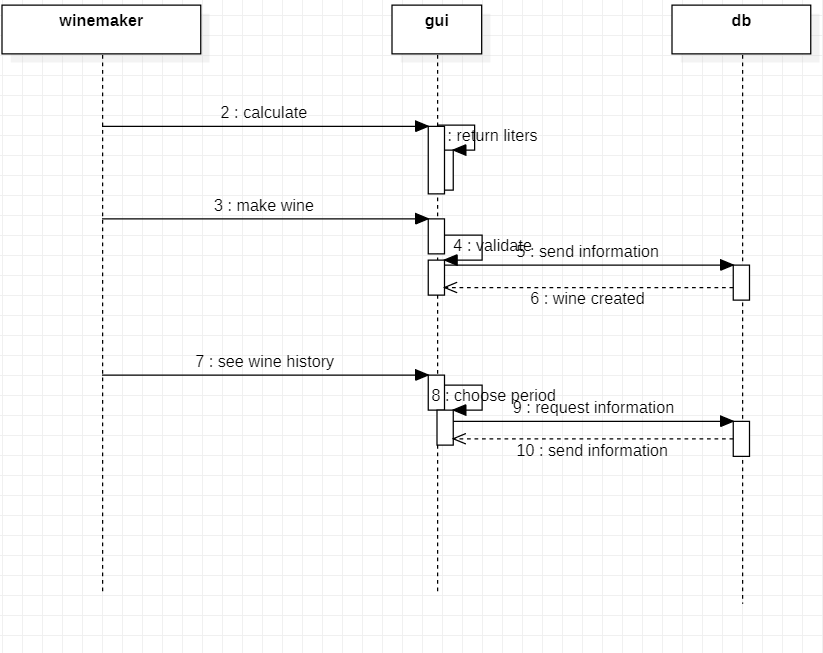 winemaker
gui
db
2 : calculate
: return liters
3 : make wine
4 : validate
5 : send information
6 : wine created
7 : see wine history
8 : choose period
9 : request information
10 : send information